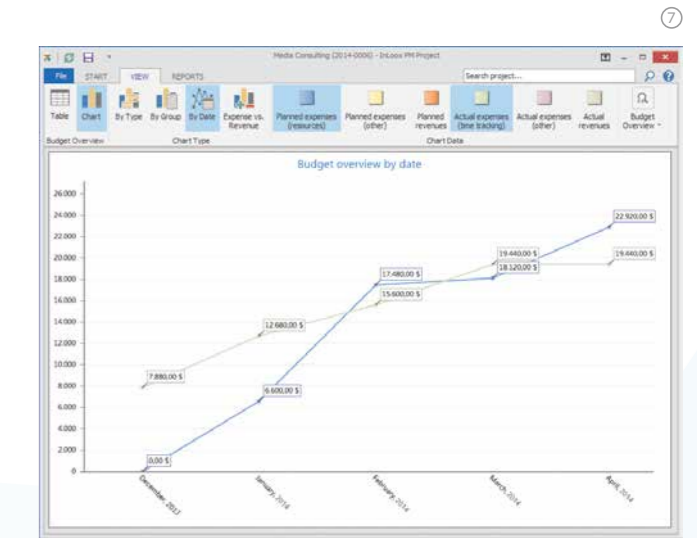 7
Media Consulting (2014-0006) - InLoox PM Project
File START VIEW REPORTS Search project...
Table Chart By Type By Group By Date Expense vs. Revenue Planned expenses (resources) Planned expenses (other) Planned revenues Actual expenses (time tracking) Actual expenses (other) Actual revenues Budget Overview
Budget Overview Chart Type Chart Data
Budget overview by date
26.000
24.000
22.920,00 $
22.000
20.000
19.440,00 $
19.440,00 $
18.120,00 $
18.000
17.480,00 $
16.000
15.600,00 $
14.000
12.680,00 $
12.000
10.000
7.880,00 $
8.000
6.600,00 $
6.000
4.000
2.000
0,00 $
0
December, 2013
January, 2014
February, 2014
March, 2014
April, 2014